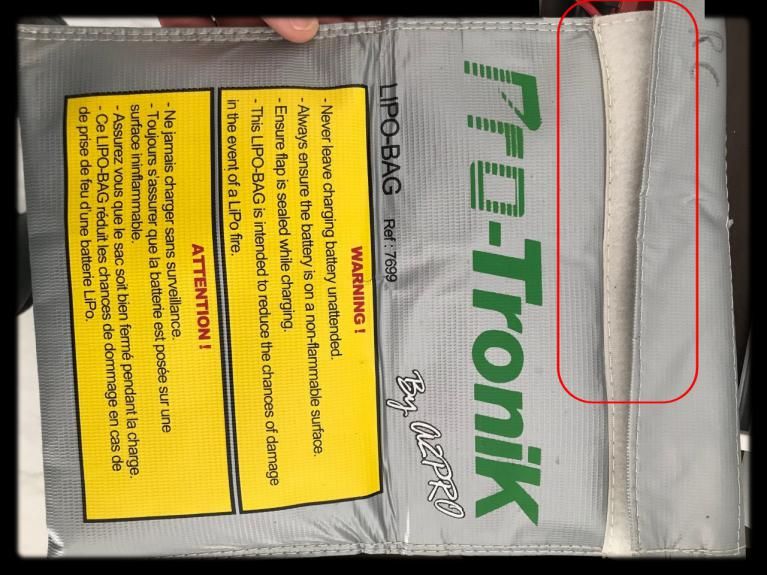 Pro-Tronik
By A2PRO
LIPO-BAG Ref : 7699
WARNING !
- Never leave charging battery unattended.
- Always ensure the battery is on a non-flammable surface.
- Ensure flap is sealed while charging.
- This LIPO-BAG is intended to reduce the chances of damage
in the event of a LiPo fire.
ATTENTION !
- Ne jamais charger sans surveillance.
- Toujours s'assurer que la batterie est posée sur une
surface ininflammable.
- Assurez vous que le sac soit bien fermé pendant la charge.
- Ce LIPO-BAG réduit les chances de dommage en cas de
de prise de feu d'une batterie LiPo.